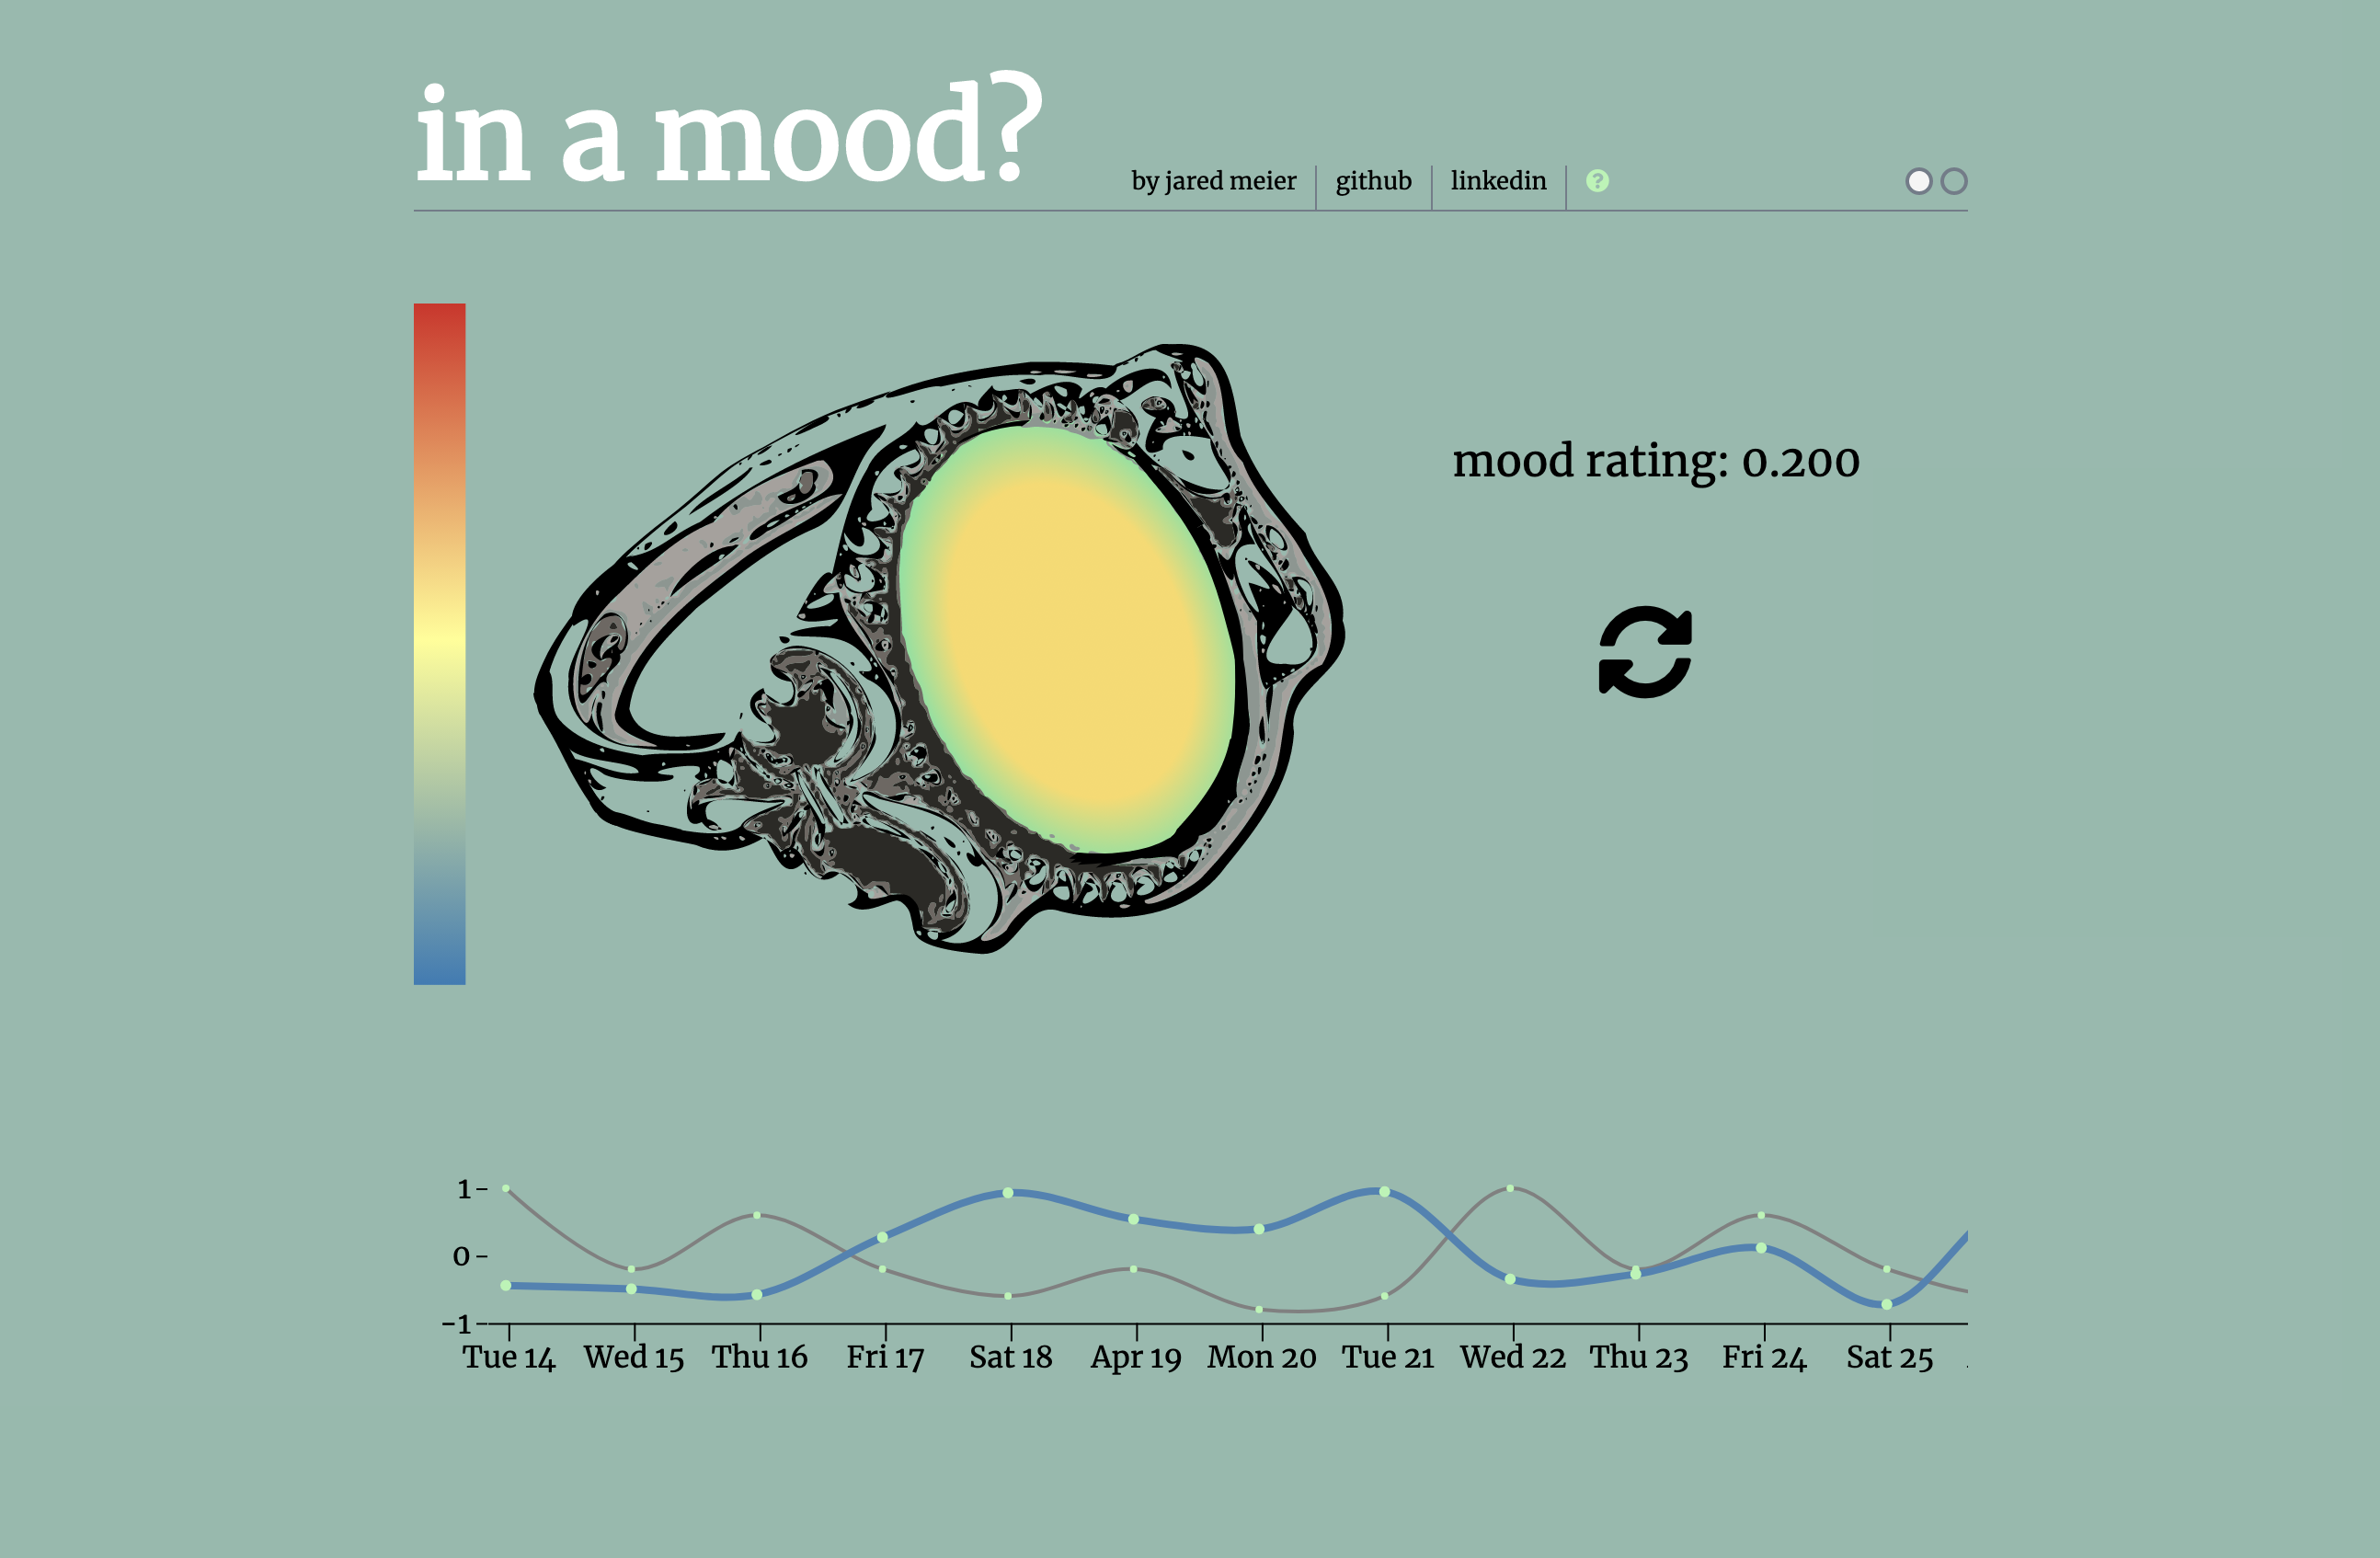 in a mood?
by jared meier
github
linkedin
?
mood rating: 0.200
1
0
-1
Tue 14
Wed 15
Thu 16
Fri 17
Sat 18
Apr 19
Mon 20
Tue 21
Wed 22
Thu 23
Fri 24
Sat 25